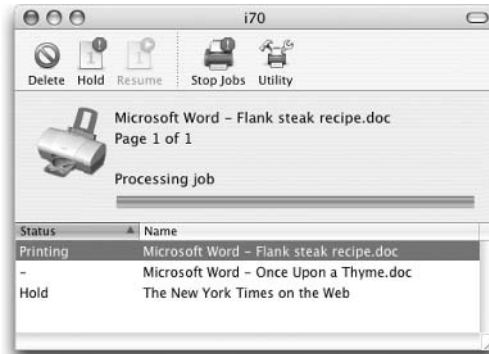 i70
Delete Hold Resume Stop Jobs Utility
Microsoft Word – Flank steak recipe.doc
Page 1 of 1
Processing job
Status Name
Printing Microsoft Word – Flank steak recipe.doc
– Microsoft Word – Once Upon a Thyme.doc
Hold The New York Times on the Web